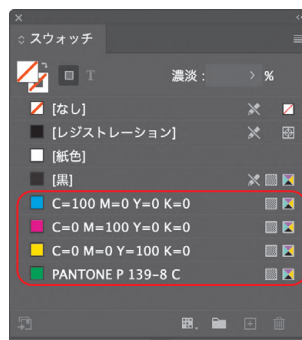 スウォッチ
T 濃淡: %
[なし]
[レジストレーション]
[紙色]
[黒]
C=100 M=0 Y=0 K=0
C=0 M=100 Y=0 K=0
C=0 M=0 Y=100 K=0
PANTONE P 139-8 C